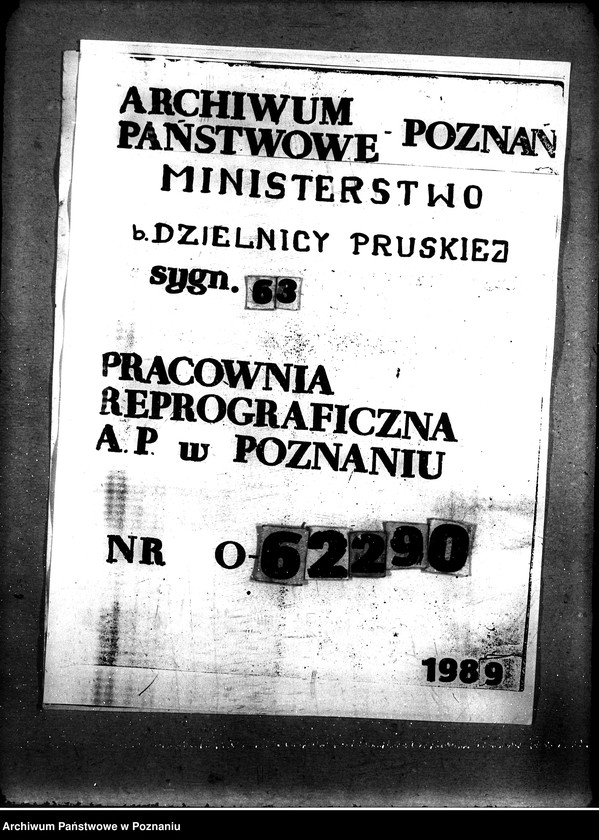 ARCHIWUM
PAŃSTWOWE - POZNAŃ
MINISTERSTWO
b. DZIELNICY PRUSKIEJ
sygn. 63
PRACOWNIA
REPROGRAFICZNA
A.P. w POZNANIU
NR O-62290
1989
Archiwum Państwowe w Poznaniu